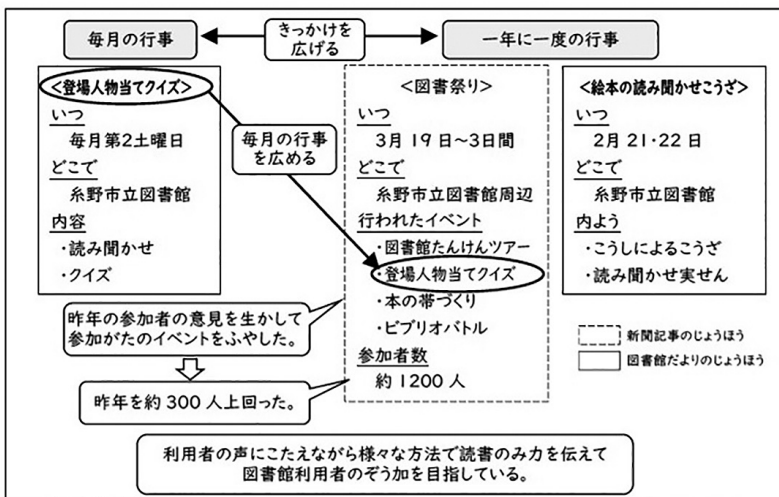 毎月の行事
きっかけを
広げる
一年に一度の行事
<登場人物当てクイズ>
いつ
毎月第2土曜日
どこで
糸野市立図書館
内容
・読み聞かせ
・クイズ
毎月の行事
を広める
<図書祭り>
いつ
3月 19 日~3日間
どこで
糸野市立図書館周辺
行われたイベント
・図書館たんけんツアー
・登場人物当てクイズ
・本の帯づくり
・ビブリオバトル
参加者数
約 1200 人
<絵本の読み聞かせこうざ>
いつ
2月 21・22 日
どこで
糸野市立図書館
内よう
・こうしによるこうざ
・読み聞かせ実せん
昨年の参加者の意見を生かして
参加がたのイベントをふやした。
昨年を約 300 人上回った。
新聞記事のじょうほう
図書館だよりのじょうほう
利用者の声にこたえながら様々な方法で読書のみ力を伝えて
図書館利用者のぞう加を目指している。